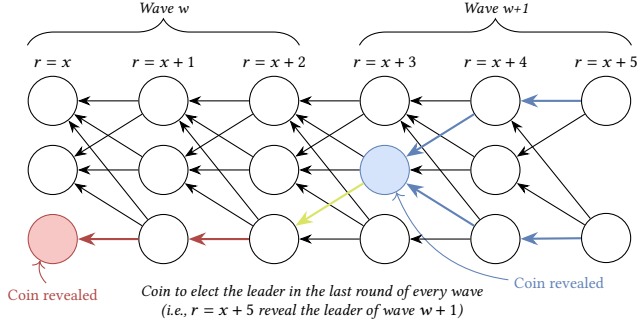 Wave w
Wave w+1
r = x
r = x + 1
r = x + 2
r = x + 3
r = x + 4
r = x + 5
Coin revealed
Coin revealed
Coin to elect the leader in the last round of every wave
(i.e., r = x + 5 reveal the leader of wave w + 1)